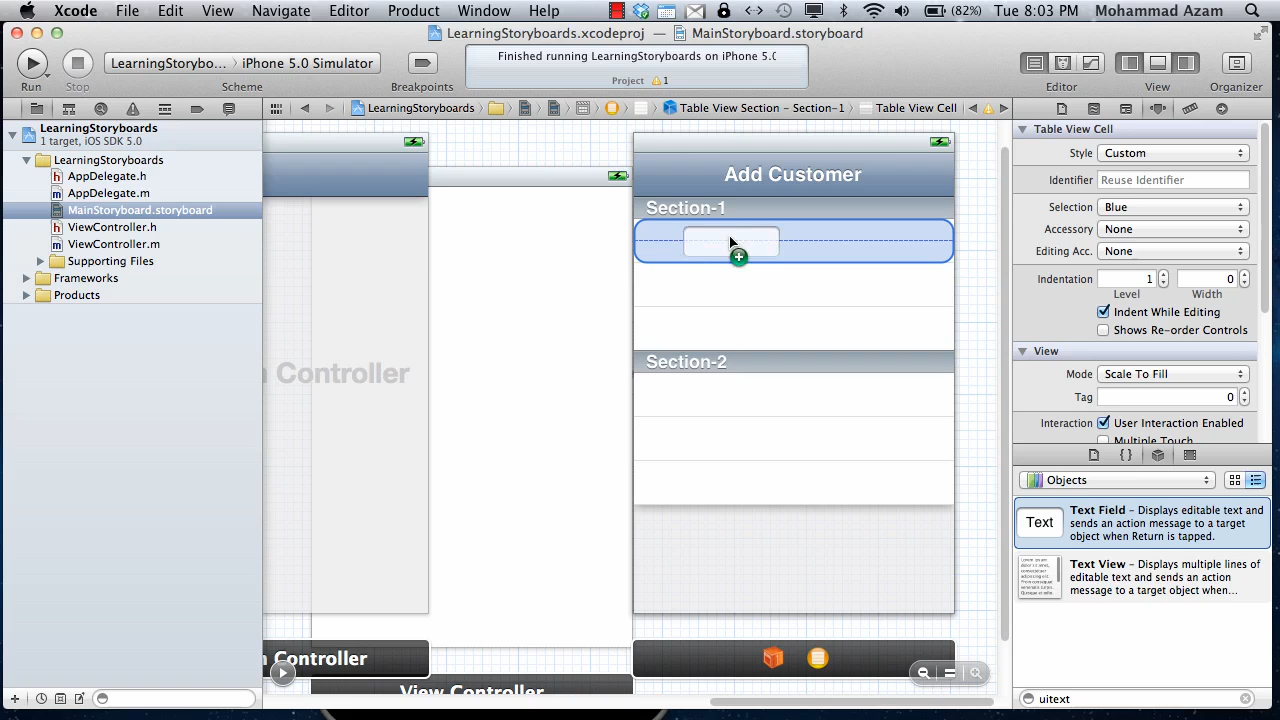 Xcode File Edit View Navigate Editor Product Window Help (82%) Tue 8:03 PM Mohammad Azam
LearningStoryboards.xcodeproj — MainStoryboard.storyboard
LearningStorybo... iPhone 5.0 Simulator
Finished running LearningStoryboards on iPhone 5.0
Project 1
Run Stop Scheme Breakpoints Editor View Organizer
LearningStoryboards Table View Section - Section-1 Table View Cell
LearningStoryboards
1 target, iOS SDK 5.0
LearningStoryboards
AppDelegate.h
AppDelegate.m
MainStoryboard.storyboard
ViewController.h
ViewController.m
Supporting Files
Frameworks
Products
Controller
Controller
View Controller
Add Customer
Section-1
Section-2
Table View Cell
Style Custom
Identifier Reuse Identifier
Selection Blue
Accessory None
Editing Acc. None
Indentation 1 0
Level Width
Indent While Editing
Shows Re-order Controls
View
Mode Scale To Fill
Tag 0
Interaction User Interaction Enabled
Multiple Touch
Objects
Text
Text Field - Displays editable text and
sends an action message to a target
object when Return is tapped.
Text View - Displays multiple lines of
editable text and sends an action
message to a target object when...
uitext